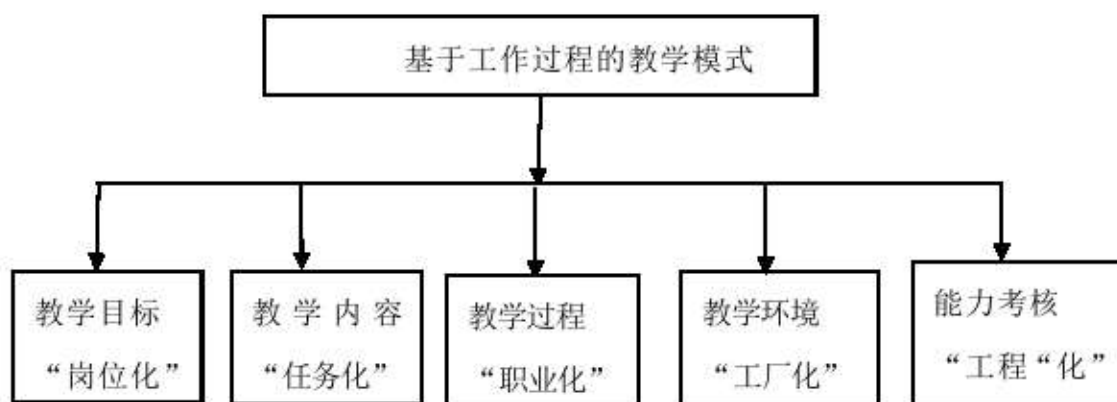 基于工作过程的教学模式
教学目标
“岗位化”
教学内容
“任务化”
教学过程
“职业化”
教学环境
“工厂化”
能力考核
“工程“化”